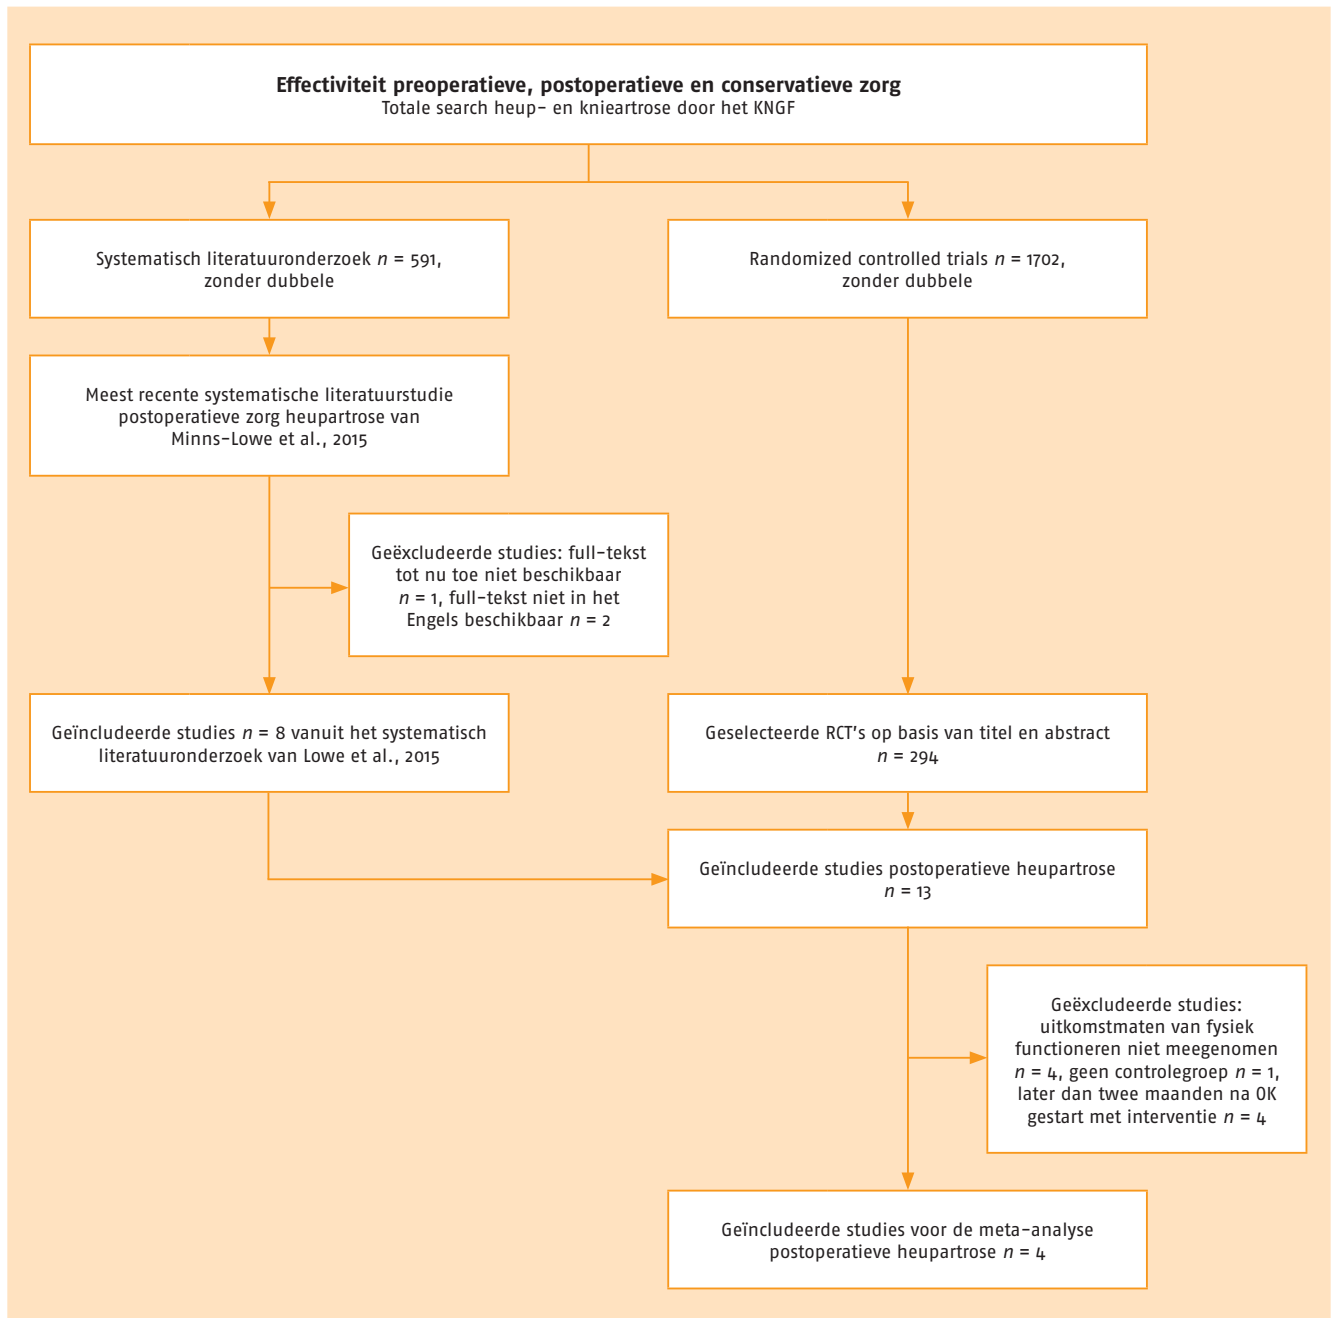 Effectiviteit preoperatieve, postoperatieve en conservatieve zorg
Totale search heup- en knieartrose door het KNGF
Systematisch literatuuronderzoek n = 591,
zonder dubbele
Randomized controlled trials n = 1702,
zonder dubbele
Meest recente systematische literatuurstudie
postoperatieve zorg heupartrose van
Minns-Lowe et al., 2015
Geëxcludeerde studies: full-tekst
tot nu toe niet beschikbaar
n = 1, full-tekst niet in het
Engels beschikbaar n = 2
Geïncludeerde studies n = 8 vanuit het systematisch
literatuuronderzoek van Lowe et al., 2015
Geselecteerde RCT's op basis van titel en abstract
n = 294
Geïncludeerde studies postoperatieve heupartrose
n = 13
Geëxcludeerde studies:
uitkomstmaten van fysiek
functioneren niet meegenomen
n = 4, geen controlegroep n = 1,
later dan twee maanden na OK
gestart met interventie n = 4
Geïncludeerde studies voor de meta-analyse
postoperatieve heupartrose n = 4